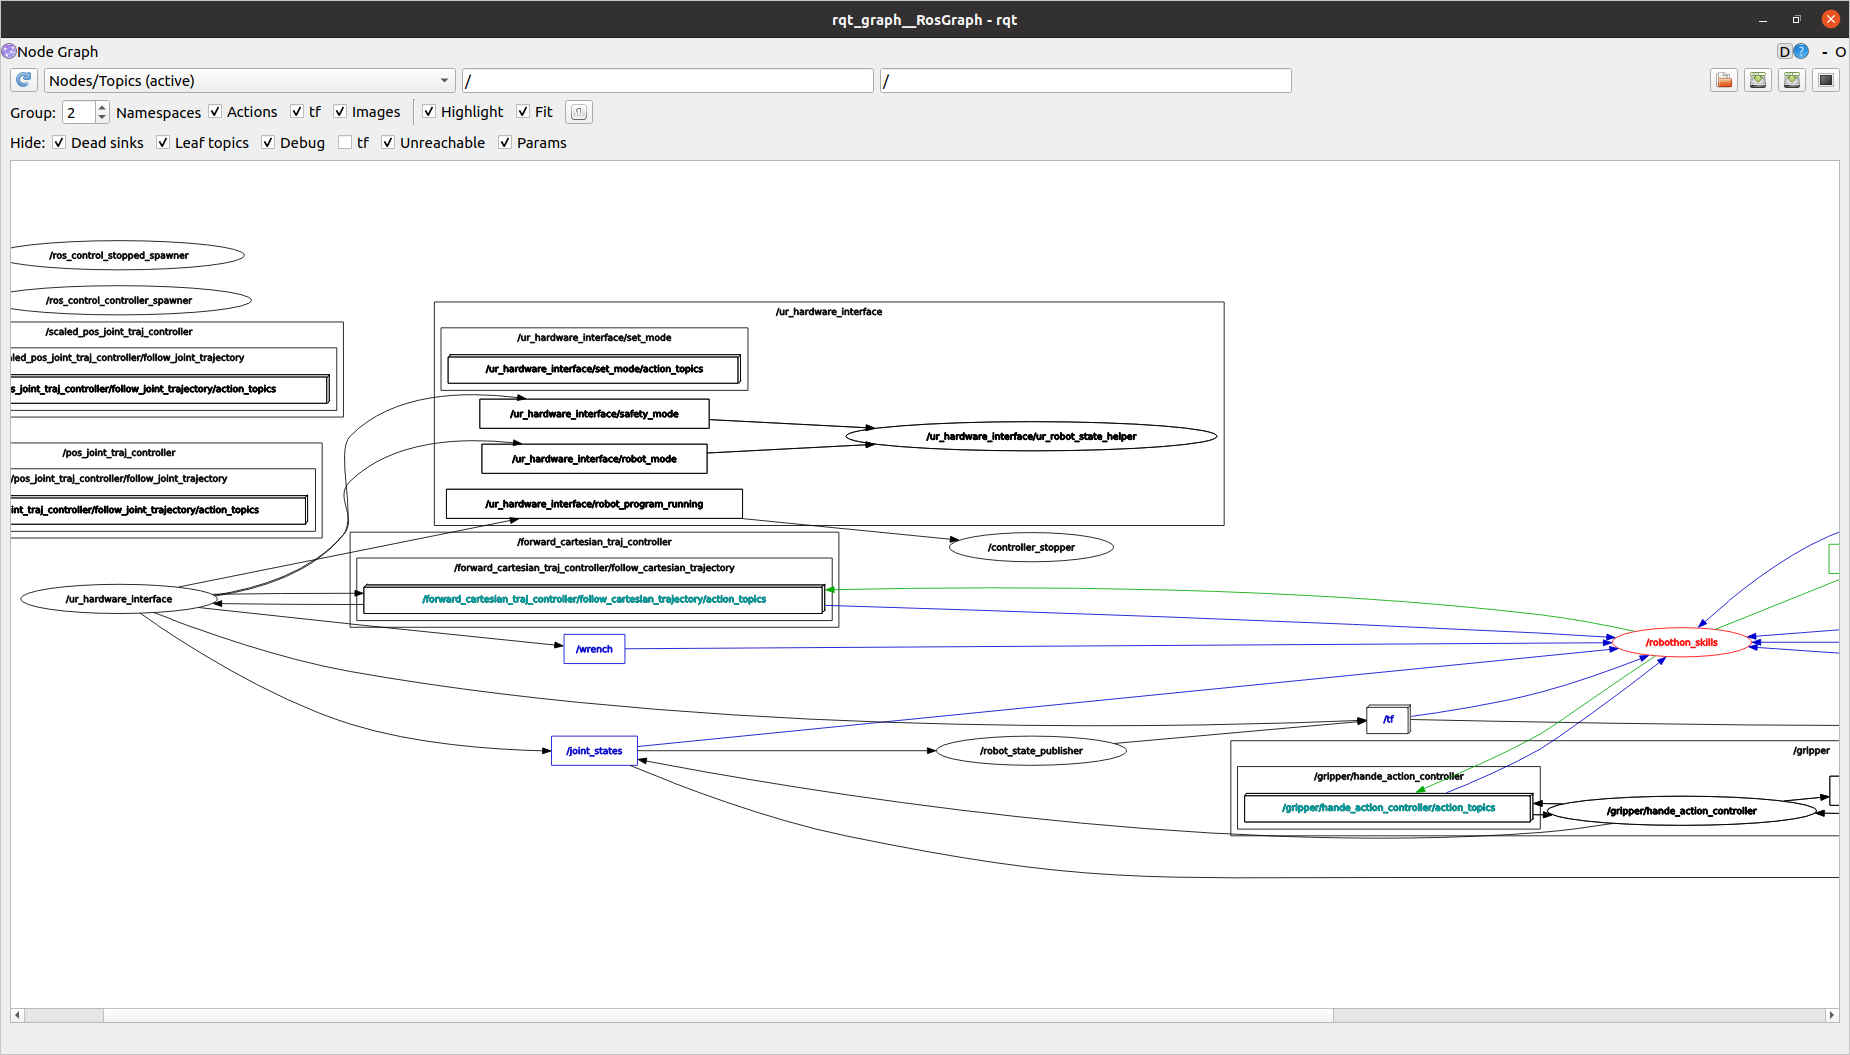 rqt_graph__RosGraph - rqt
Node Graph
D ? - O
Nodes/Topics (active) / /
Group: 2 Namespaces Actions tf Images Highlight Fit
Hide: Dead sinks Leaf topics Debug tf Unreachable Params
/ros_control_stopped_spawner
/ros_control_controller_spawner
/scaled_pos_joint_traj_controller
led_pos_joint_traj_controller/follow_joint_trajectory
s_joint_traj_controller/follow_joint_trajectory/action_topics
/pos_joint_traj_controller
/pos_joint_traj_controller/follow_joint_trajectory
int_traj_controller/follow_joint_trajectory/action_topics
/ur_hardware_interface
/ur_hardware_interface/set_mode
/ur_hardware_interface/set_mode/action_topics
/ur_hardware_interface/safety_mode
/ur_hardware_interface/ur_robot_state_helper
/ur_hardware_interface/robot_mode
/ur_hardware_interface/robot_program_running
/controller_stopper
/forward_cartesian_traj_controller
/forward_cartesian_traj_controller/follow_cartesian_trajectory
/forward_cartesian_traj_controller/follow_cartesian_trajectory/action_topics
/ur_hardware_interface
/wrench
/robothon_skills
/tf
/joint_states
/robot_state_publisher
/gripper
/gripper/hande_action_controller
/gripper/hande_action_controller/action_topics
/gripper/hande_action_controller